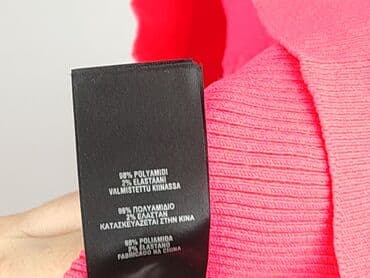 98% POLYAMIDI
2% ELASTAANI
VALMISTETTU KIINASSA
98% ΠΟΛΥΑΜΙΔΙΟ
2% ΕΛΑΣΤΑΝ
ΚΑΤΑΣΚΕΥΑΖΕΤΑΙ ΣΤΗΝ ΚΙΝΑ
98% POLIAMIDA
2% ELASTANO
FABRICADO NA CHINA